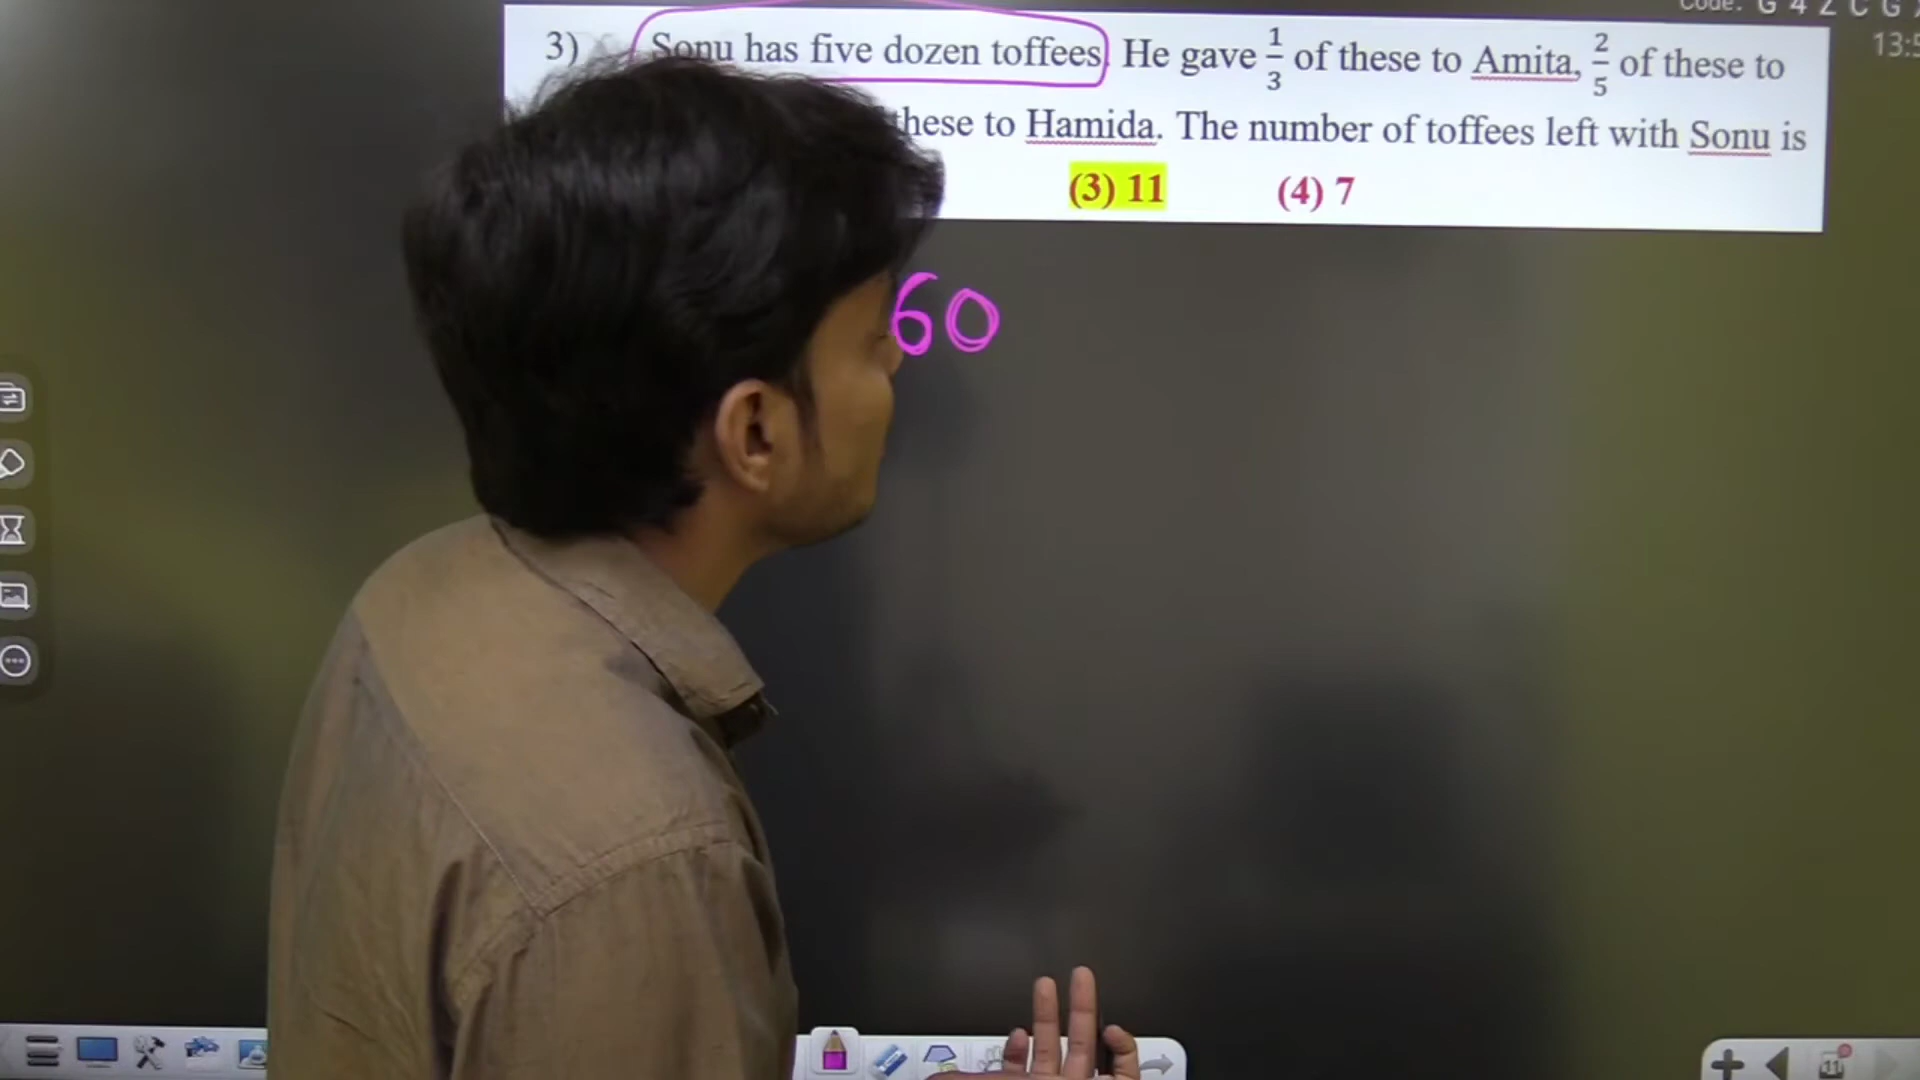 Code: G 4 Z C G
13:5
3) Sonu has five dozen toffees. He gave 1/3 of these to Amita, 2/5 of these to
these to Hamida. The number of toffees left with Sonu is
(3) 11 (4) 7
60
11